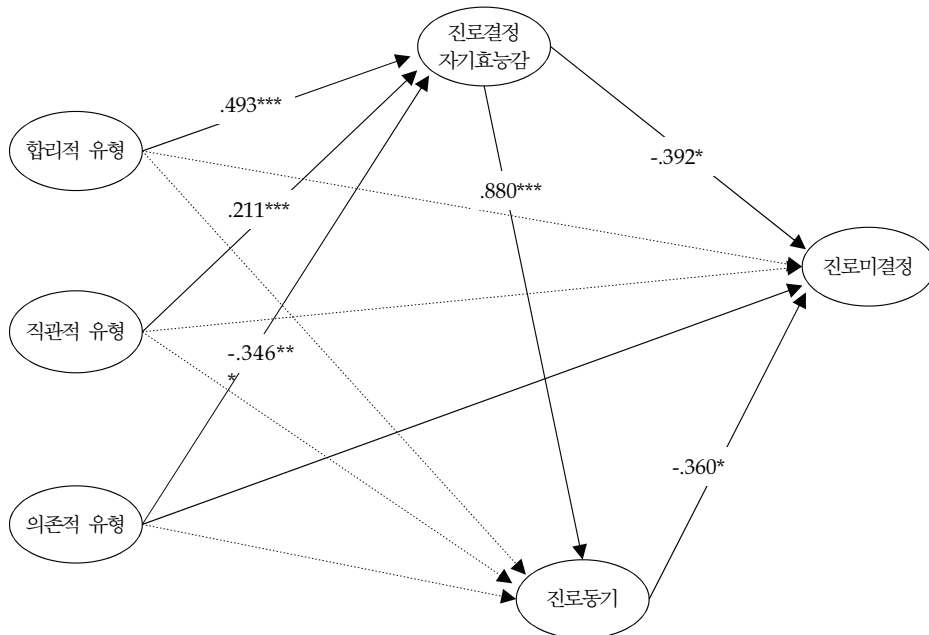 진로결정
자기효능감
.493***
합리적 유형
-.392*
.880***
.211***
진로미결정
직관적 유형
-.346**
*
-.360*
의존적 유형
진로동기